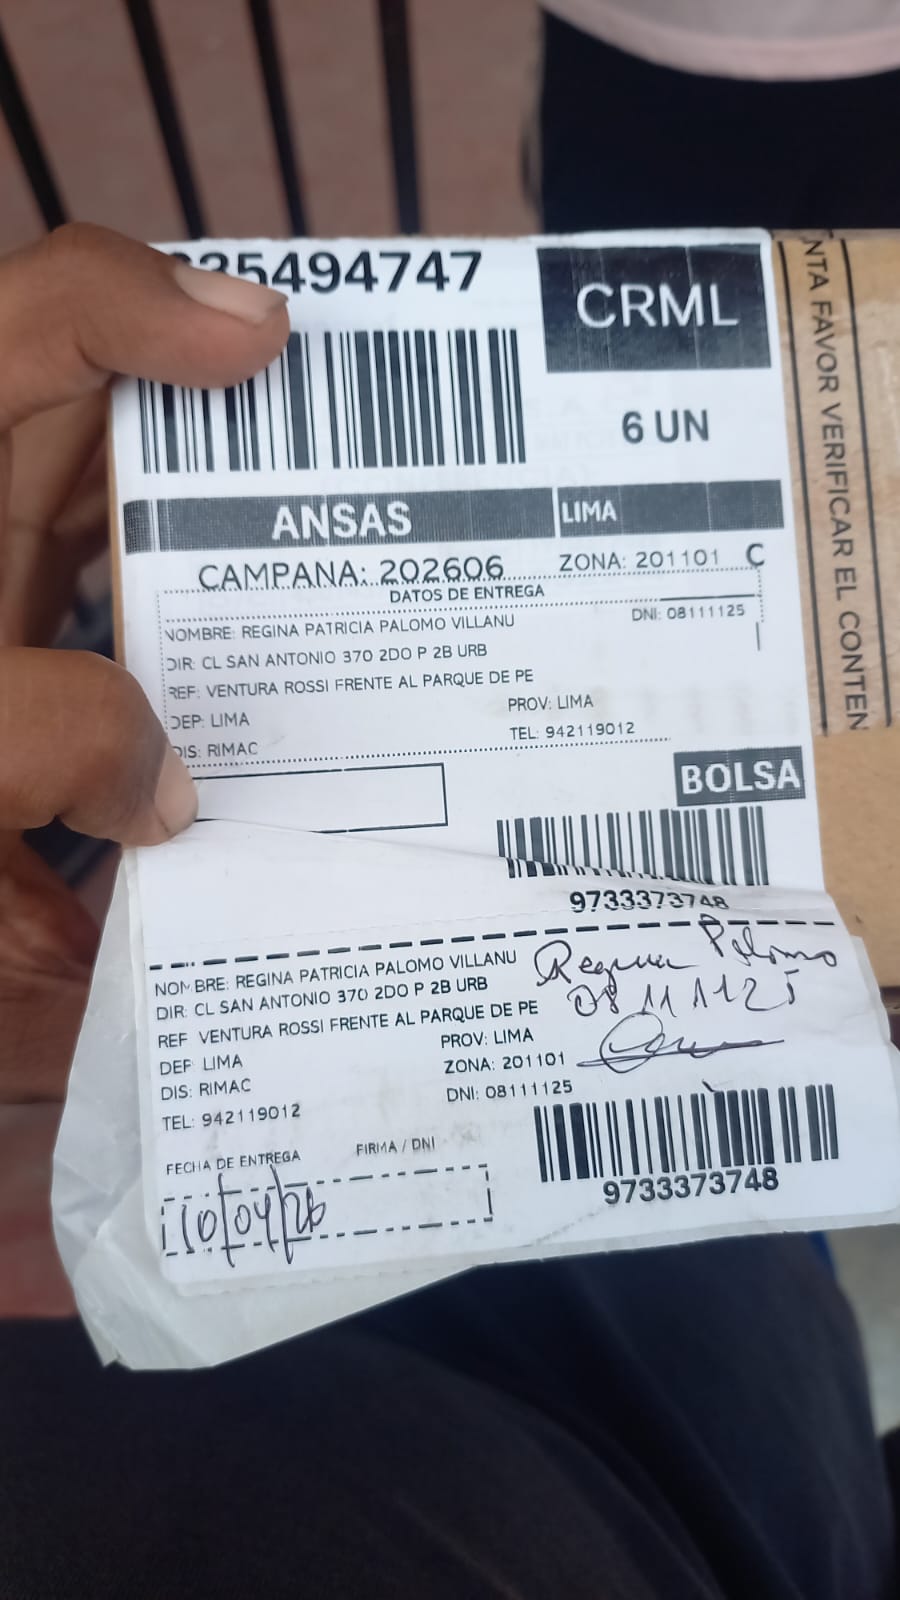 35494747
CRML
6 UN
ANSAS
LIMA
CAMPANA: 202606
ZONA: 201101 C
DATOS DE ENTREGA
NOMBRE: REGINA PATRICIA PALOMO VILLANU
DNI: 08111125
DIR: CL SAN ANTONIO 370 2DO P 2B URB
REF: VENTURA ROSSI FRENTE AL PARQUE DE PE
DEP: LIMA
PROV: LIMA
DIS: RIMAC
TEL: 942119012
BOLSA
9733373748
NOMBRE: REGINA PATRICIA PALOMO VILLANU
DIR: CL SAN ANTONIO 370 2DO P 2B URB
REF VENTURA ROSSI FRENTE AL PARQUE DE PE
DEP: LIMA
PROV: LIMA
DIS: RIMAC
ZONA: 201101
TEL: 942119012
DNI: 08111125
Regina Palomo
08111125
FECHA DE ENTREGA
FIRMA / DNI
10/04/26
9733373748
NTA FAVOR VERIFICAR EL CONTEN